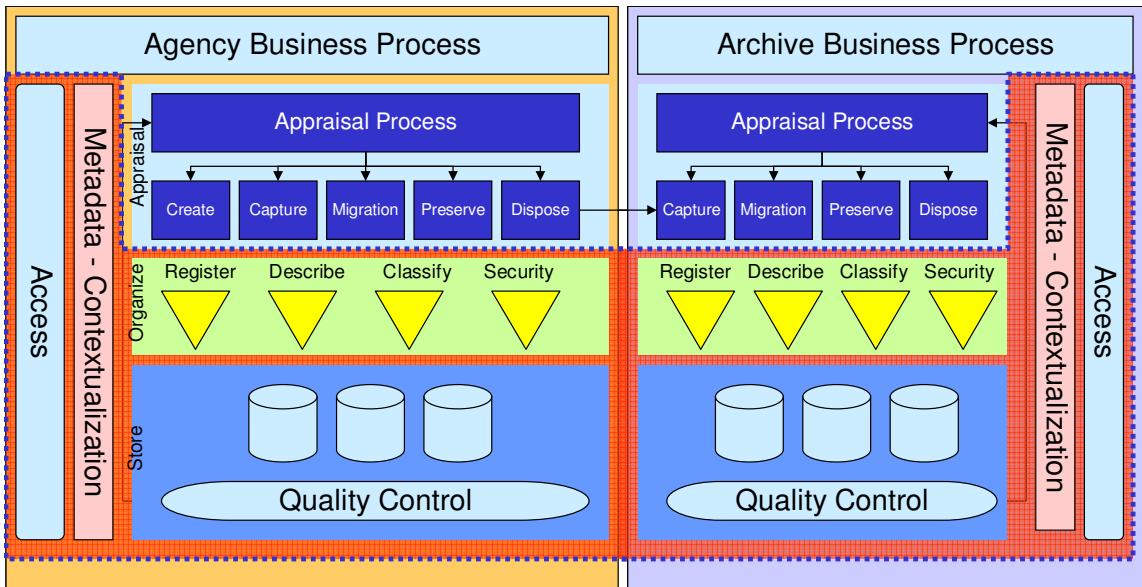 Agency Business Process
Archive Business Process
Access
Metadata - Contextualization
Appraisal
Appraisal Process
Create
Capture
Migration
Preserve
Dispose
Appraisal Process
Capture
Migration
Preserve
Dispose
Metadata - Contextualization
Access
Organize
Register
Describe
Classify
Security
Register
Describe
Classify
Security
Store
Quality Control
Quality Control